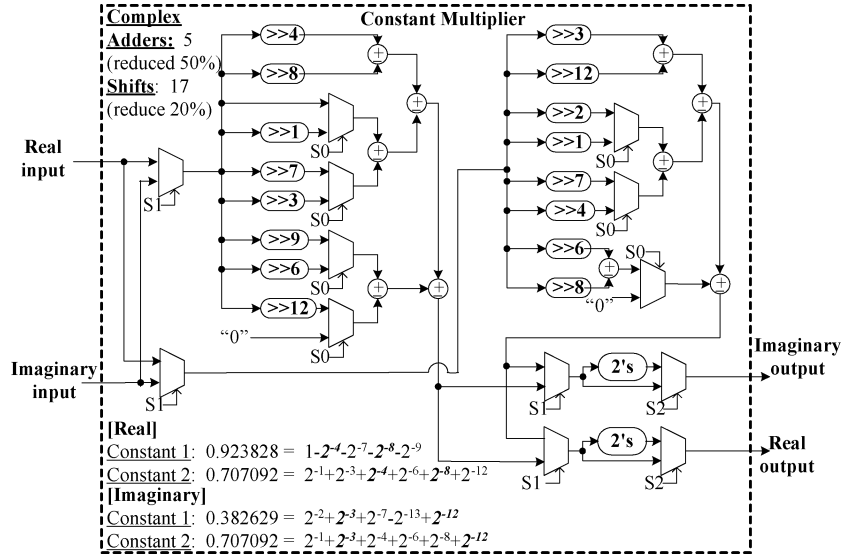 Complex
Adders: 5
(reduced 50%)
Shifts: 17
(reduce 20%)
Constant Multiplier
Real
input
Imaginary
input
S1
S1
>>4
>>8
>>1
S0
>>7
>>3
S0
>>9
>>6
S0
>>12
“0”
S0
±
±
±
±
±
>>3
>>12
>>2
>>1
S0
>>7
>>4
S0
>>6
>>8
S0
“0”
±
±
±
±
±
2's
S1
S2
2's
S1
S2
Imaginary
output
Real
output
[Real]
Constant 1: 0.923828 = 1-2⁻⁴-2⁻⁷-2⁻⁸-2⁻⁹
Constant 2: 0.707092 = 2⁻¹+2⁻³+2⁻⁴+2⁻⁶+2⁻⁸+2⁻¹²
[Imaginary]
Constant 1: 0.382629 = 2⁻²+2⁻³+2⁻⁷-2⁻¹³+2⁻¹²
Constant 2: 0.707092 = 2⁻¹+2⁻³+2⁻⁴+2⁻⁶+2⁻⁸+2⁻¹²